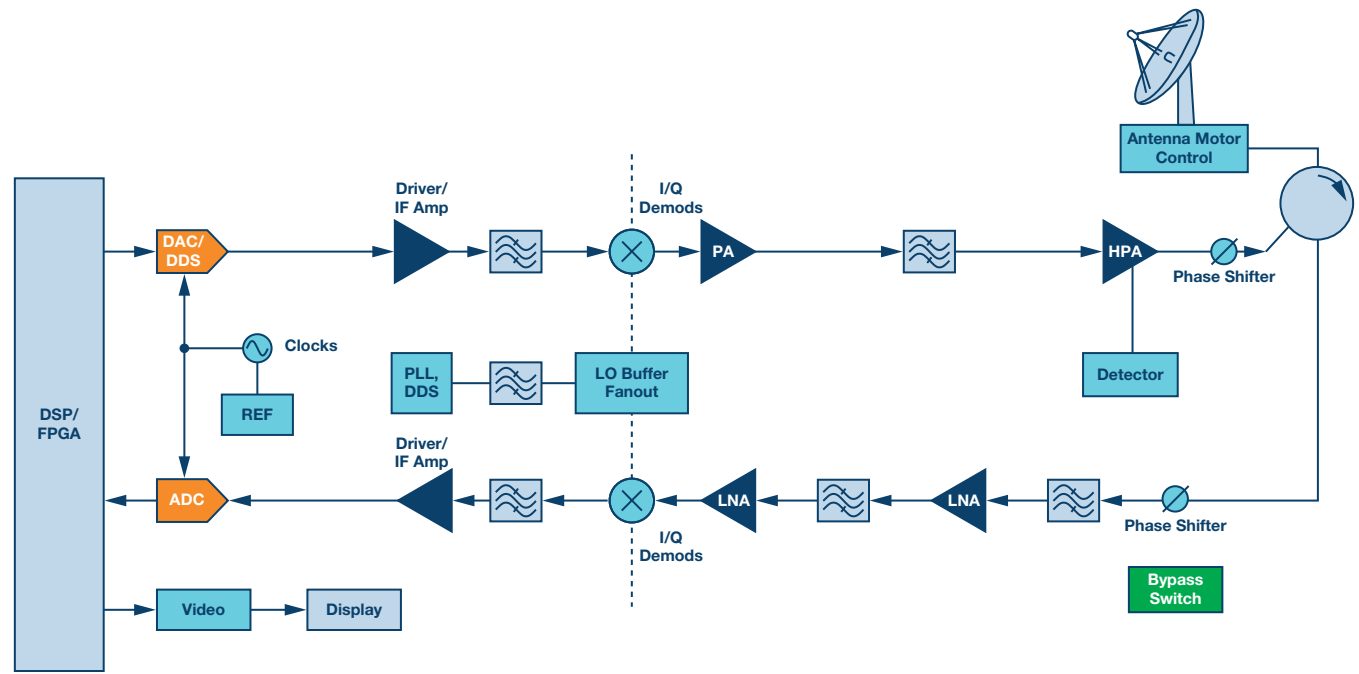 Antenna Motor
Control
Driver/
IF Amp
I/Q
Demods
DAC/
DDS
PA
HPA
Phase Shifter
Clocks
PLL,
DDS
LO Buffer
Fanout
Detector
REF
DSP/
FPGA
Driver/
IF Amp
ADC
LNA
LNA
Phase Shifter
I/Q
Demods
Bypass
Switch
Video
Display